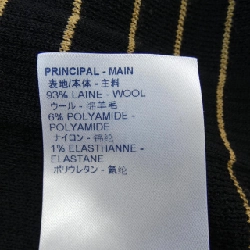 PRINCIPAL - MAIN
表地/本体 - 主料
93% LAINE - WOOL
ウール - 绵羊毛
6% POLYAMIDE -
POLYAMIDE
ナイロン - 锦纶
1% ELASTHANNE -
ELASTANE
ポリウレタン - 氨纶